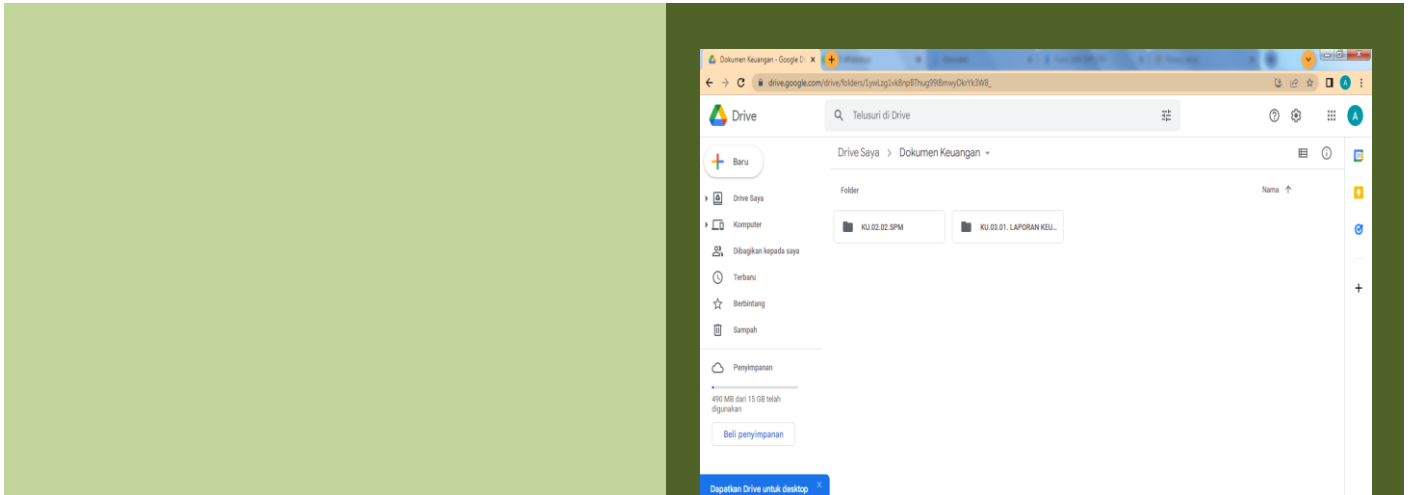 Dokumen Keuangan - Google Dr
drive.google.com/drive/folders/
Drive
Telusuri di Drive
A
Baru
Drive Saya > Dokumen Keuangan
Drive Saya
Komputer
Dibagikan kepada saya
Terbaru
Berbintang
Sampah
Penyimpanan
490 MB dari 15 GB telah
digunakan
Beli penyimpanan
Dapatkan Drive untuk desktop
Folder
Nama
KU.02.02.SPM
KU.03.01. LAPORAN KEU...